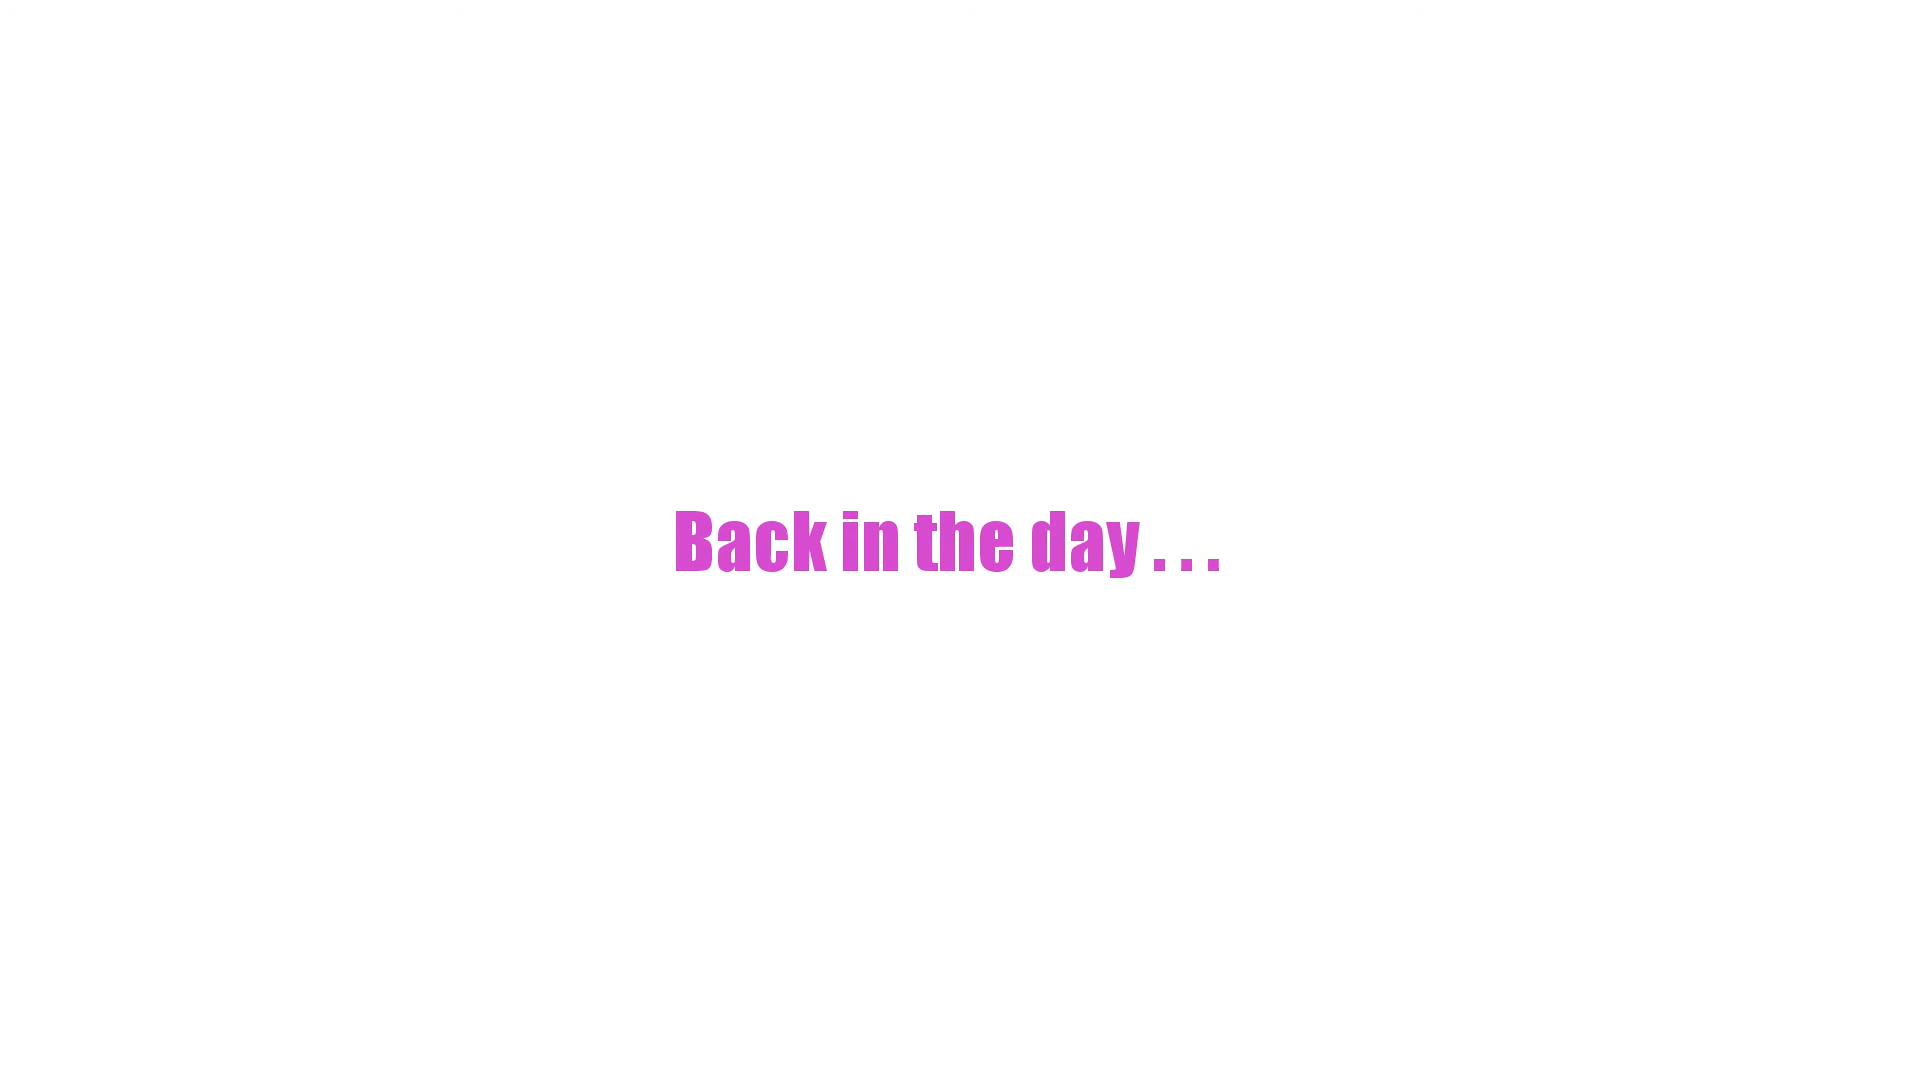 Back in the day . . .